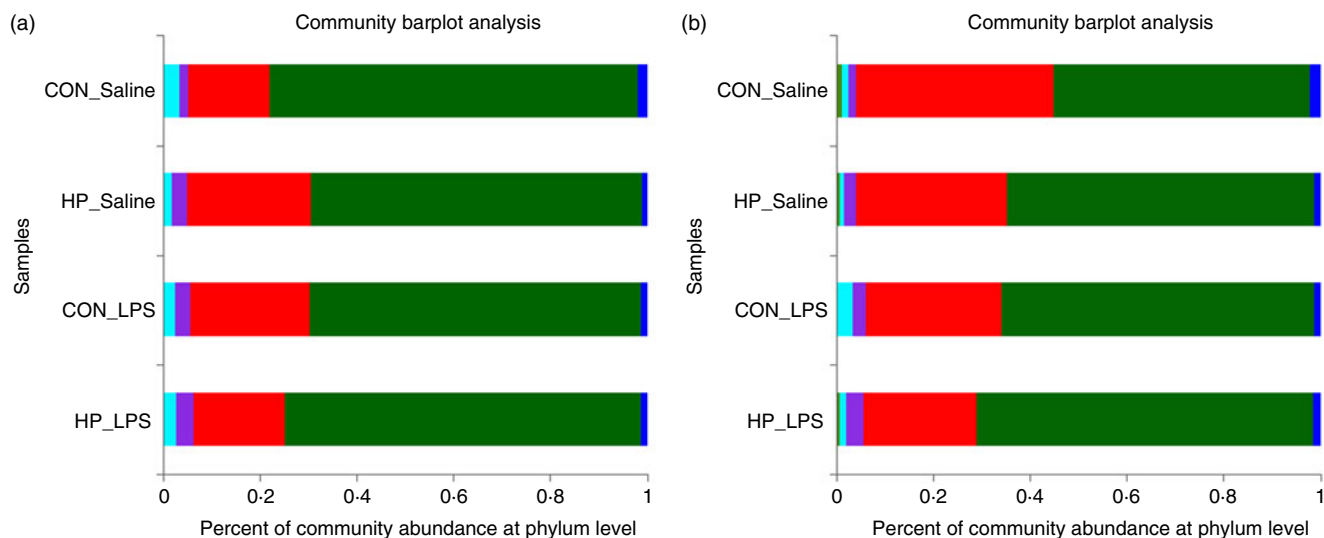 (a)
Community barplot analysis
Samples
CON_Saline
HP_Saline
CON_LPS
HP_LPS
0 0·2 0·4 0·6 0·8 1
Percent of community abundance at phylum level
(b)
Community barplot analysis
Samples
CON_Saline
HP_Saline
CON_LPS
HP_LPS
0 0·2 0·4 0·6 0·8 1
Percent of community abundance at phylum level